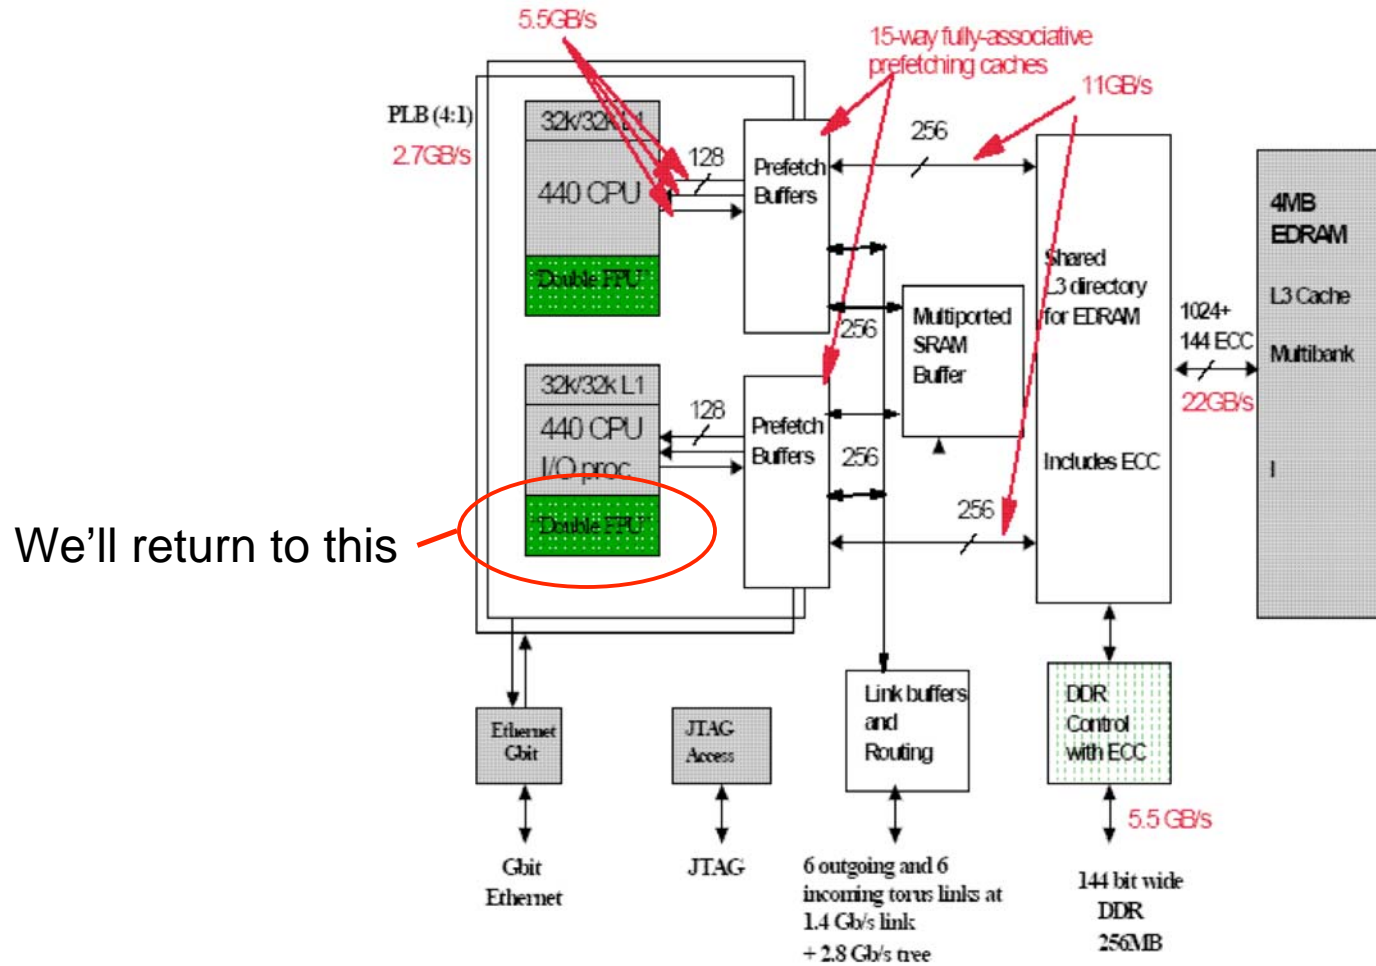 5.5GB/s
15-way fully-associative
prefetching caches
11GB/s
PLB (4:1)
2.7GB/s
32k/32k L1
440 CPU
"Double FPU"
128
Prefetch
Buffers
256
256
Multiported
SRAM
Buffer
Shared
L3 directory
for EDRAM
Includes ECC
1024+
144 ECC
22GB/s
4MB
EDRAM
L3 Cache
Multibank
32k/32k L1
440 CPU
I/O proc
"Double FPU"
128
Prefetch
Buffers
256
256
We'll return to this
Ethernet
Gbit
JTAG
Access
Link buffers
and
Routing
DDR
Control
with ECC
5.5 GB/s
Gbit
Ethernet
JTAG
6 outgoing and 6
incoming torus links at
1.4 Gb/s link
+ 2.8 Gb/s tree
144 bit wide
DDR
256MB